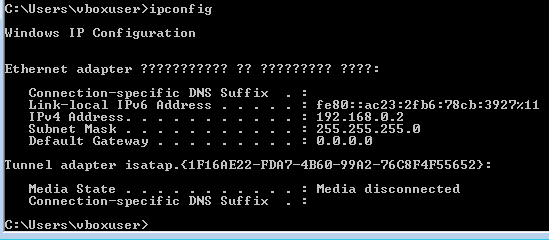 C:\Users\vboxuser>ipconfig
Windows IP Configuration
Ethernet adapter ??????????? ?? ????????? ????:
Connection-specific DNS Suffix  . :
Link-local IPv6 Address . . . . . : fe80::ac23:2fb6:78cb:3927%11
IPv4 Address. . . . . . . . . . . : 192.168.0.2
Subnet Mask . . . . . . . . . . . : 255.255.255.0
Default Gateway . . . . . . . . . : 0.0.0.0
Tunnel adapter isatap.{1F16AE22-FDA7-4B60-99A2-76C8F4F55652}:
Media State . . . . . . . . . . . : Media disconnected
Connection-specific DNS Suffix  . :
C:\Users\vboxuser>